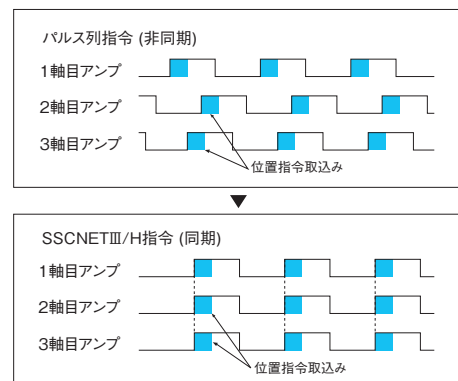 パルス列指令 (非同期)
1軸目アンプ
2軸目アンプ
3軸目アンプ
位置指令取込み
SSCNETⅢ/H指令 (同期)
1軸目アンプ
2軸目アンプ
3軸目アンプ
位置指令取込み